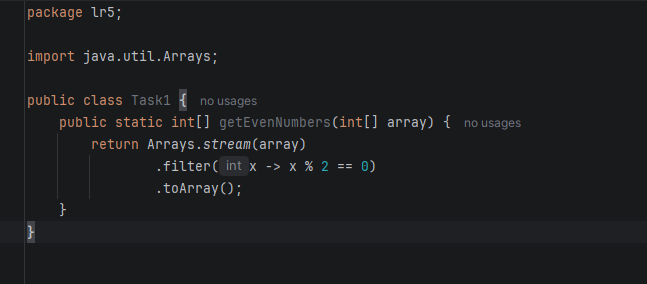 package lr5;
import java.util.Arrays;
public class Task1 { no usages
public static int[] getEvenNumbers(int[] array) { no usages
return Arrays.stream(array)
.filter( int x -> x % 2 == 0)
.toArray();
}
}